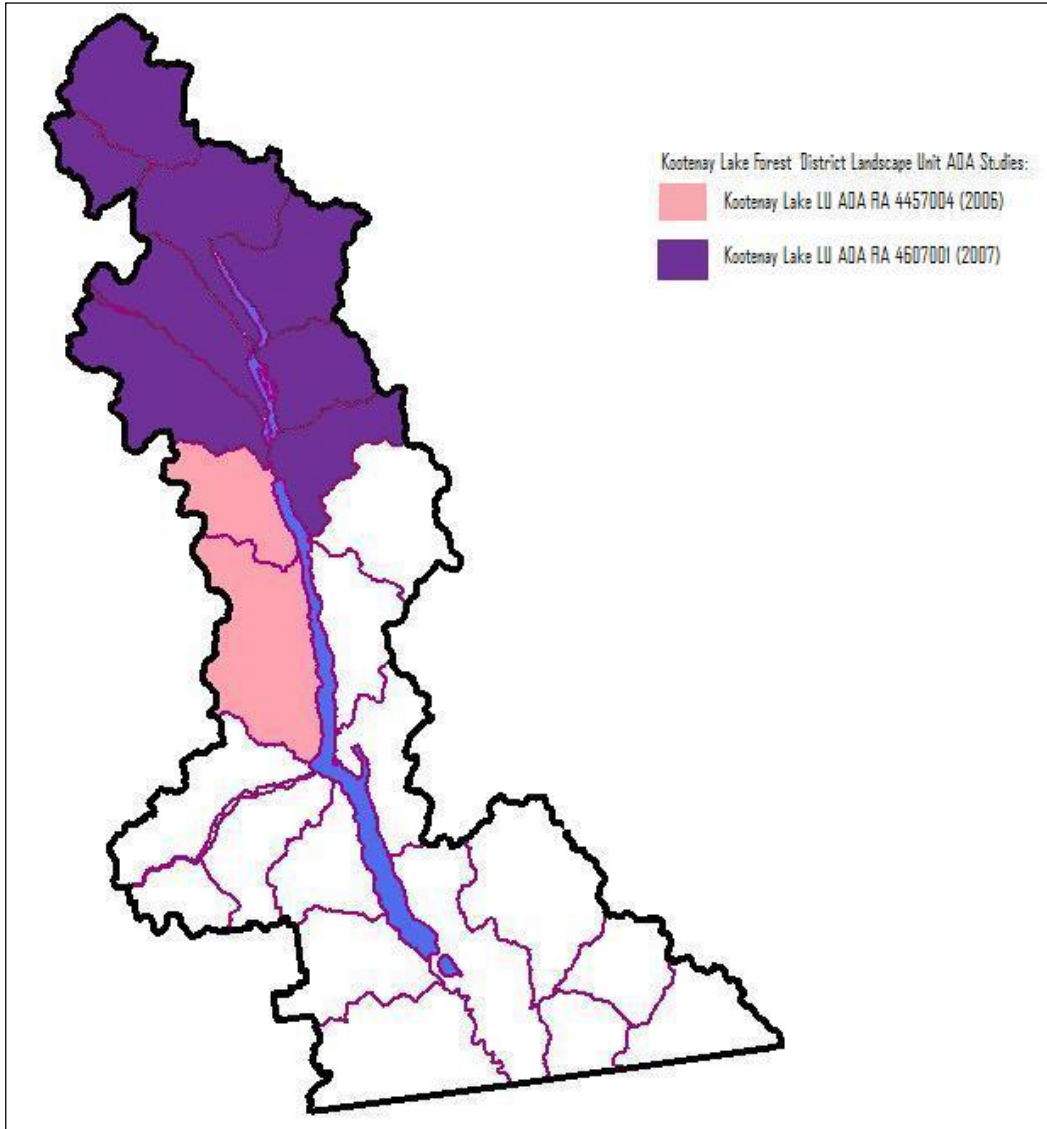 Kootenay Lake Forest District Landscape Unit AOA Studies:
Kootenay Lake LU AOA RA 4457004 (2006)
Kootenay Lake LU AOA RA 4607001 (2007)